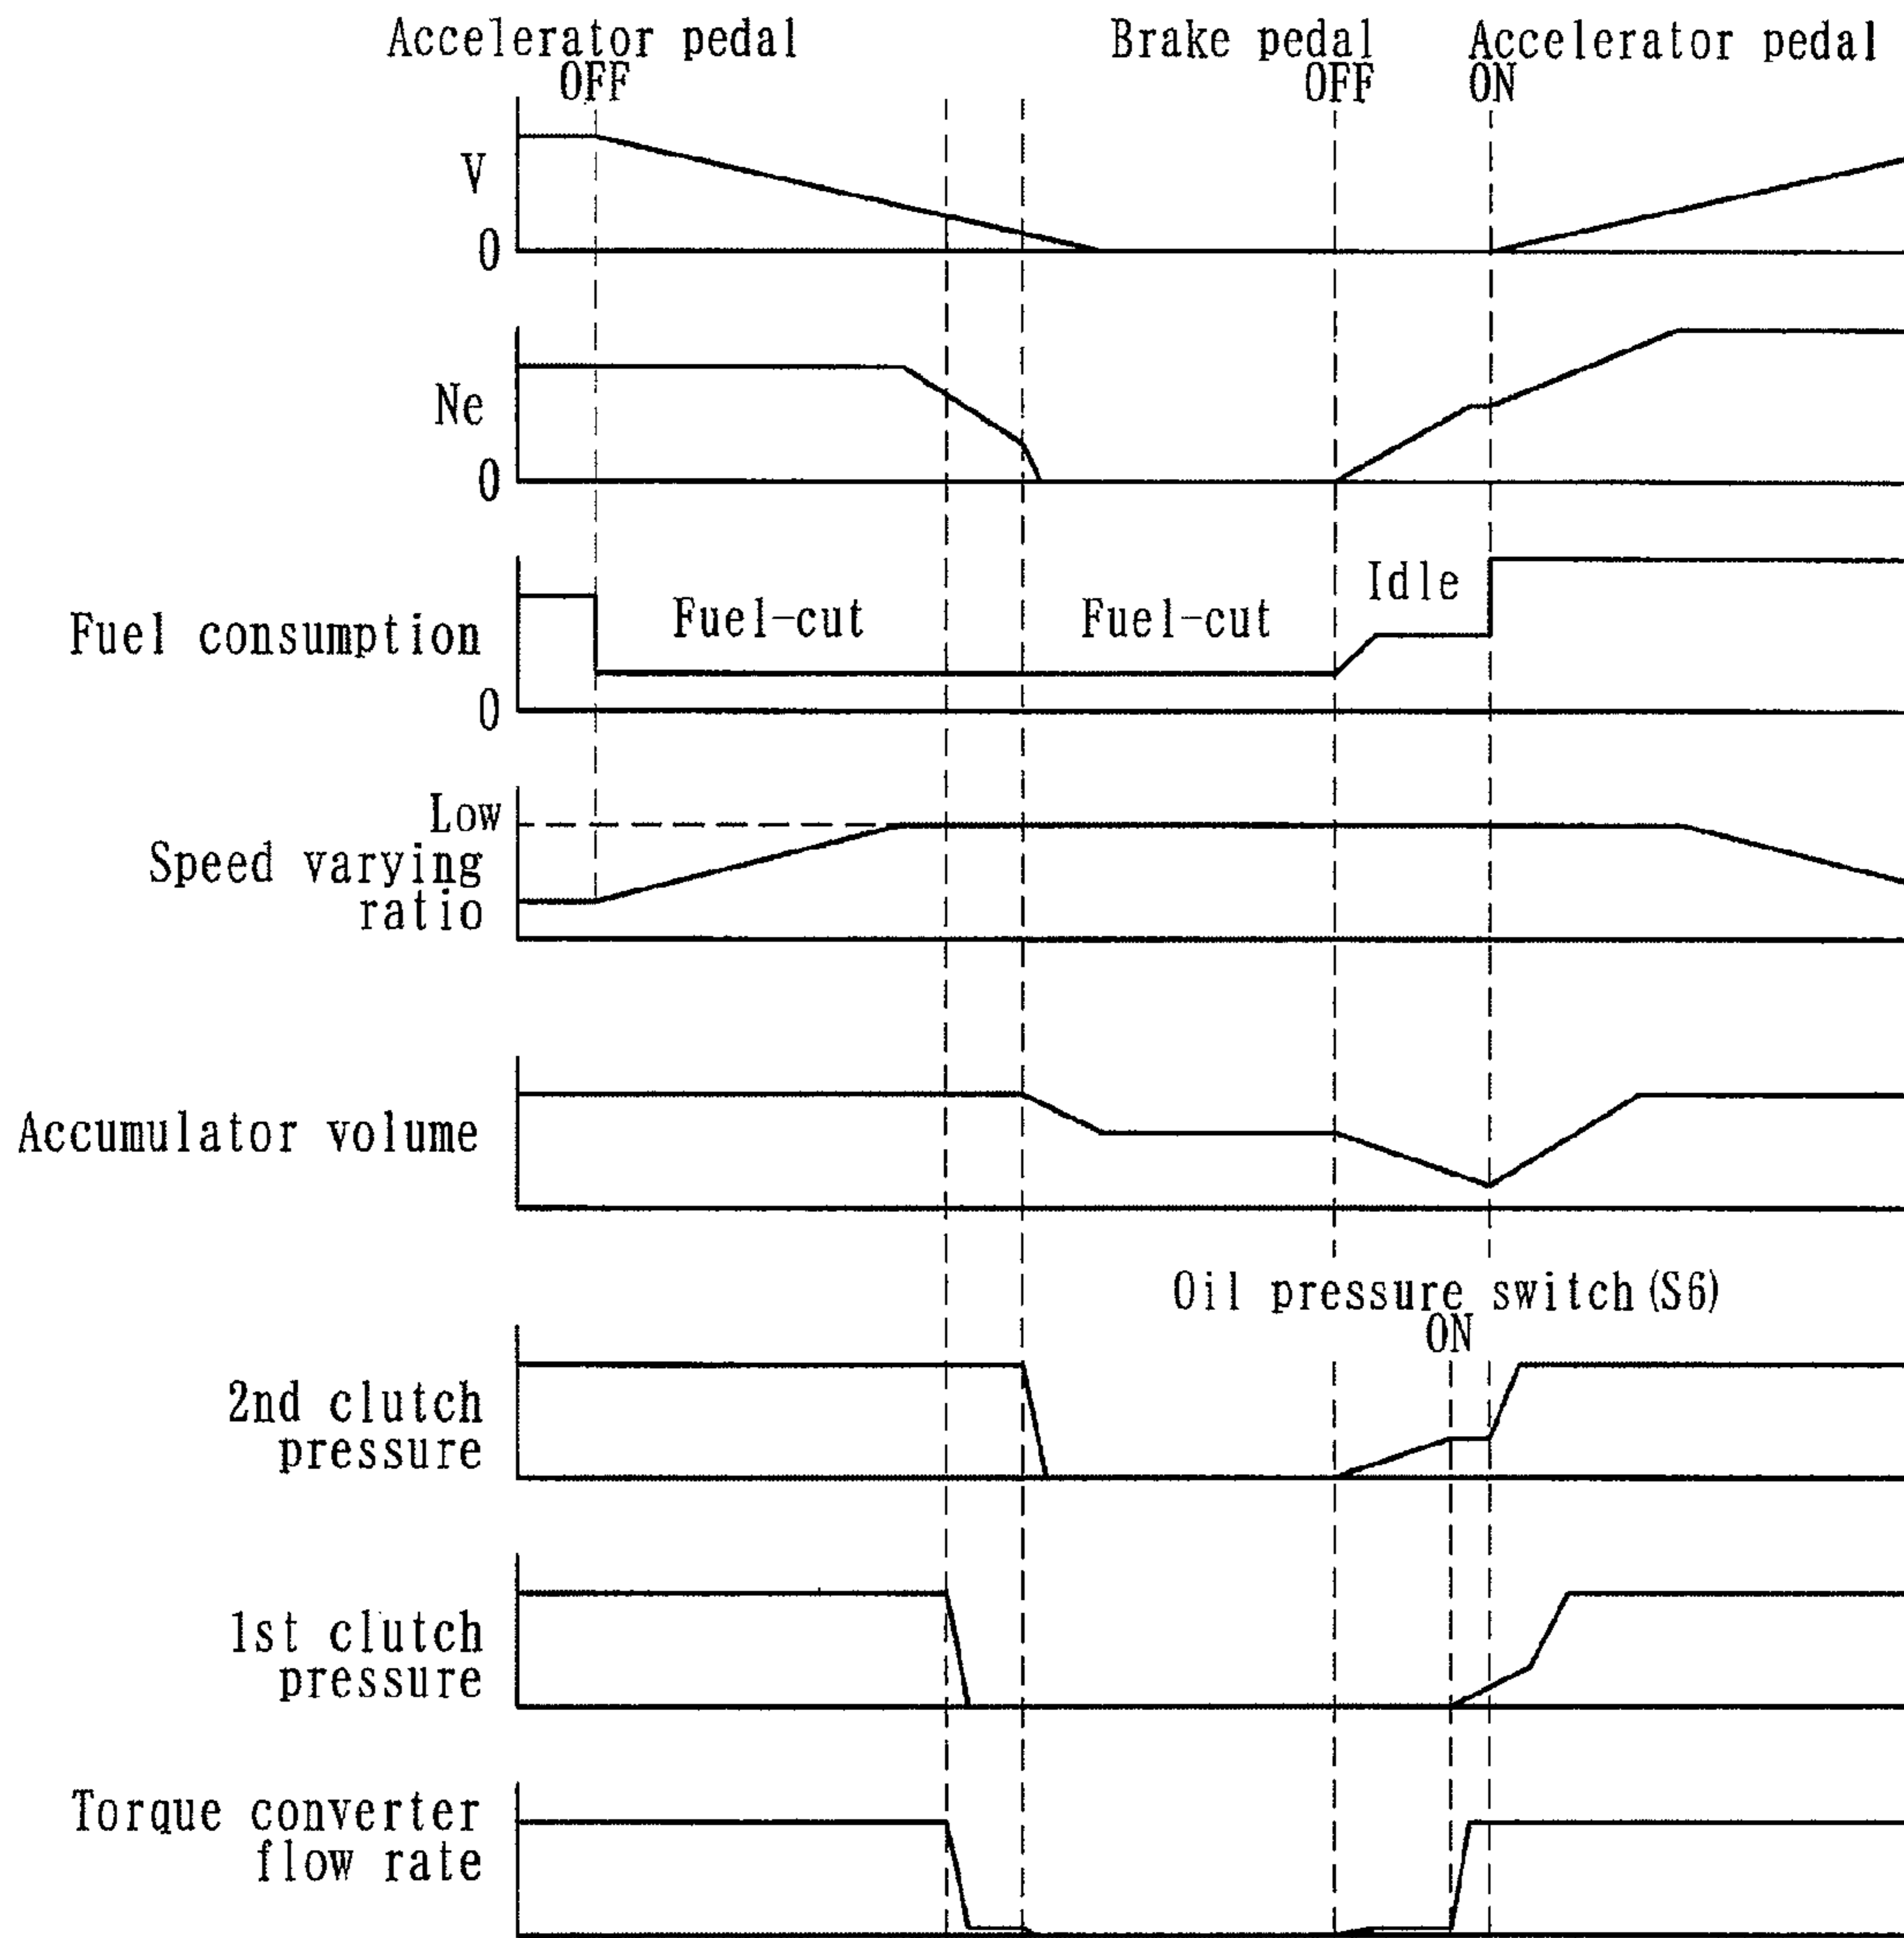 Accelerator pedal
OFF
Brake pedal
OFF
Accelerator pedal
ON
V
0
Ne
0
Fuel consumption
0
Fuel-cut
Fuel-cut
Idle
Low
Speed varying
ratio
Accumulator volume
Oil pressure switch(S6)
ON
2nd clutch
pressure
1st clutch
pressure
Torque converter
flow rate